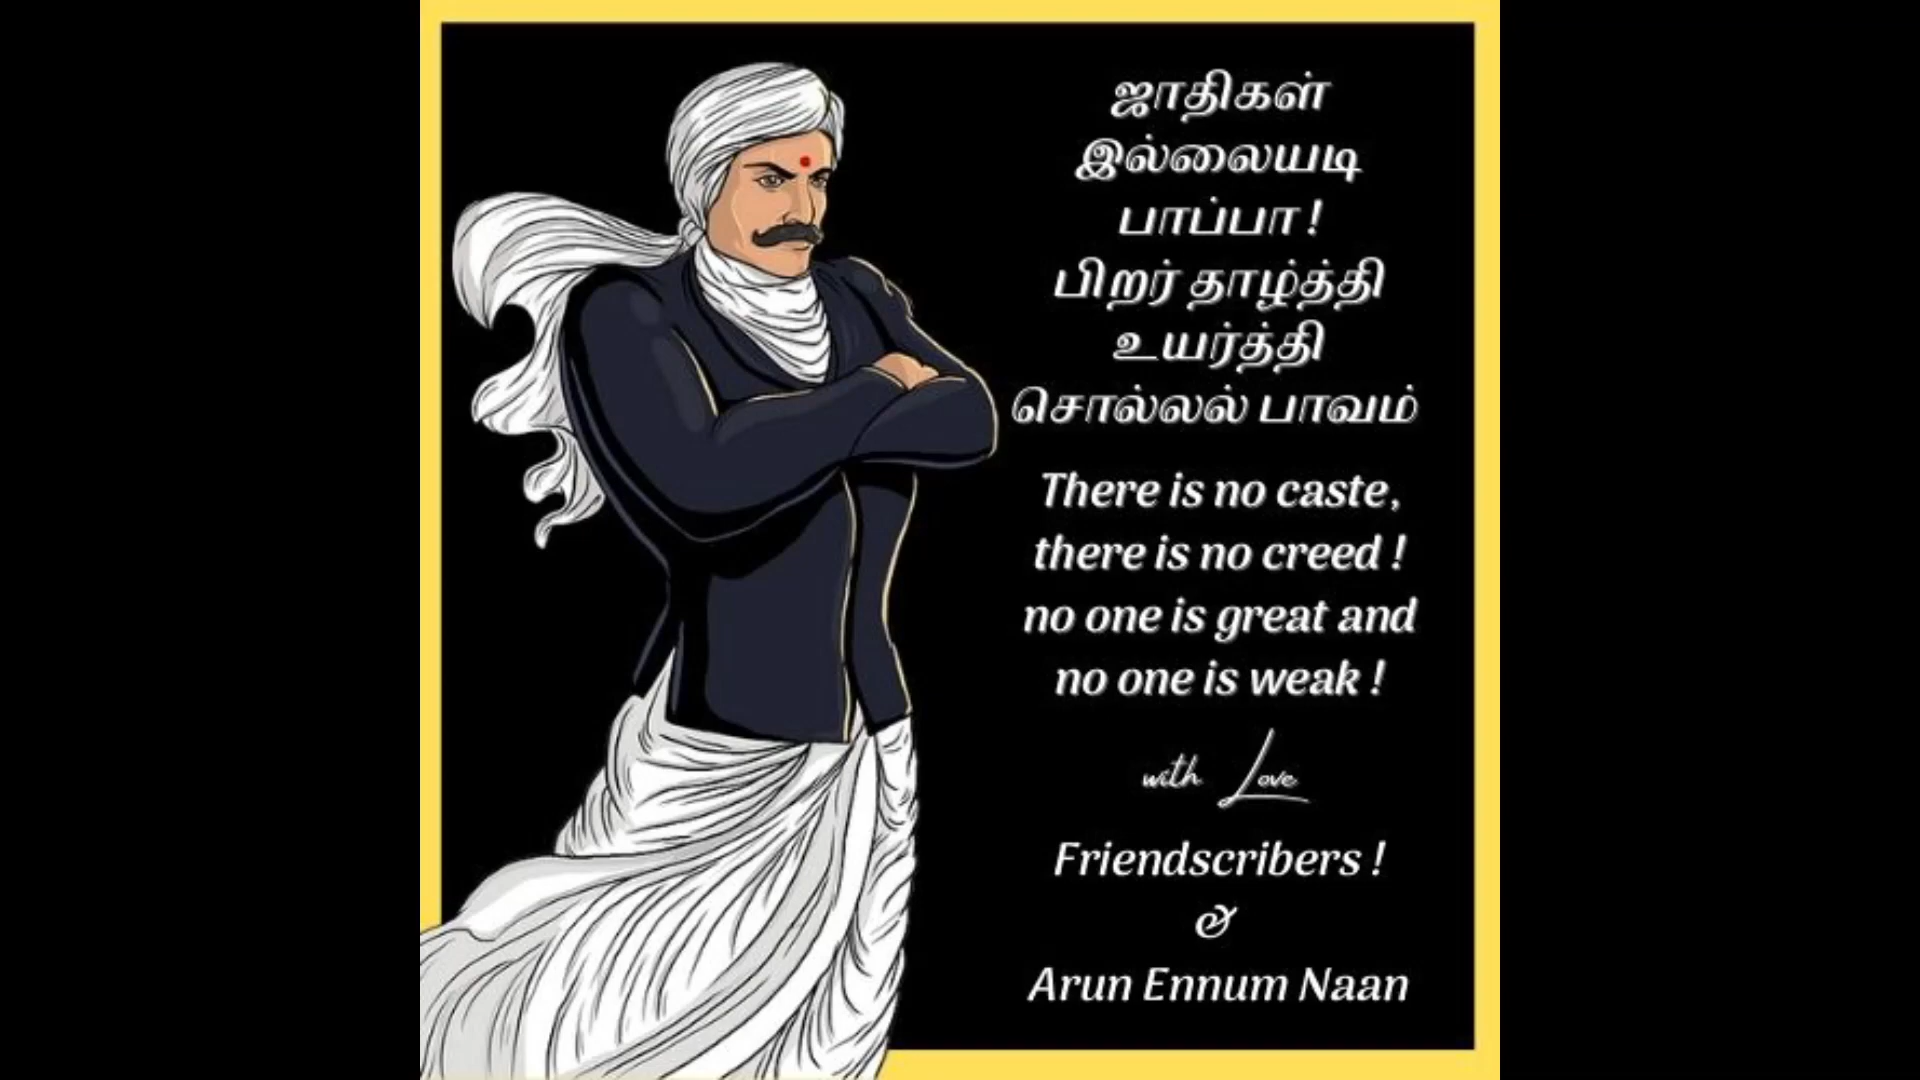 ஜாதிகள்
இல்லையடி
பாப்பா !
பிறர் தாழ்த்தி
உயர்த்தி
சொல்லல் பாவம்
There is no caste,
there is no creed !
no one is great and
no one is weak !
with Love
Friendscribers !
&
Arun Ennum Naan